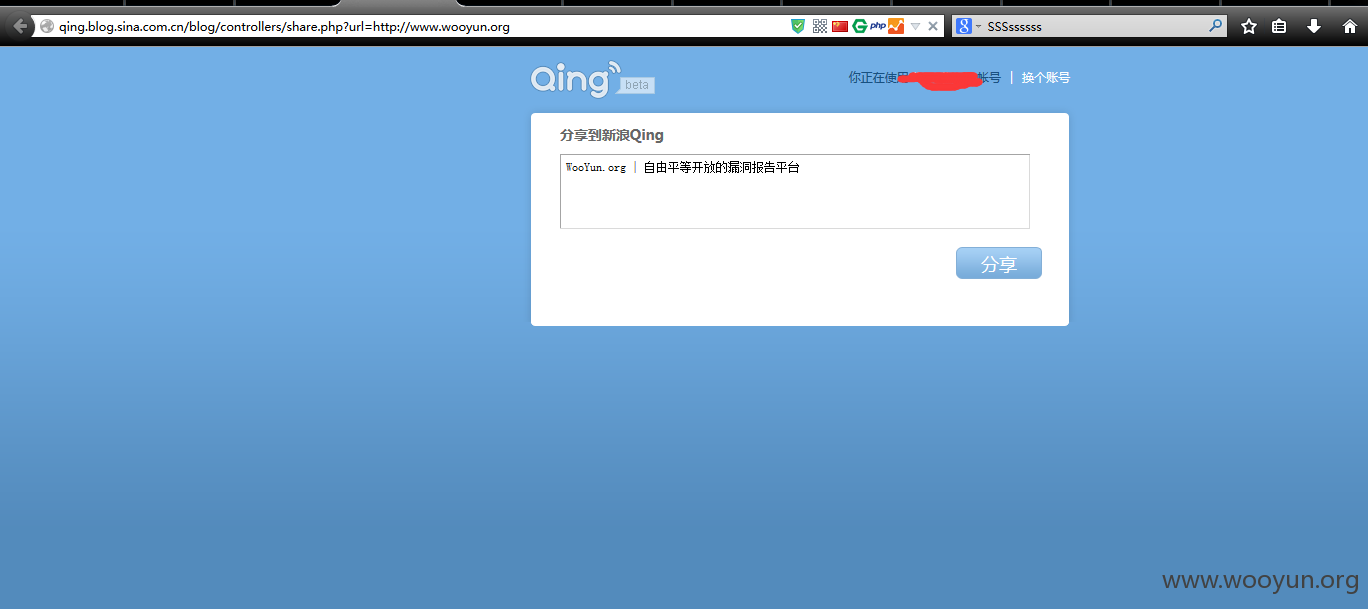 qing.blog.sina.com.cn/blog/controllers/share.php?url=http://www.wooyun.org
php
8
SSSssssss
Qing
beta
你正在使用 帐号 | 换个账号
分享到新浪Qing
WooYun.org | 自由平等开放的漏洞报告平台
分享
www.wooyun.org